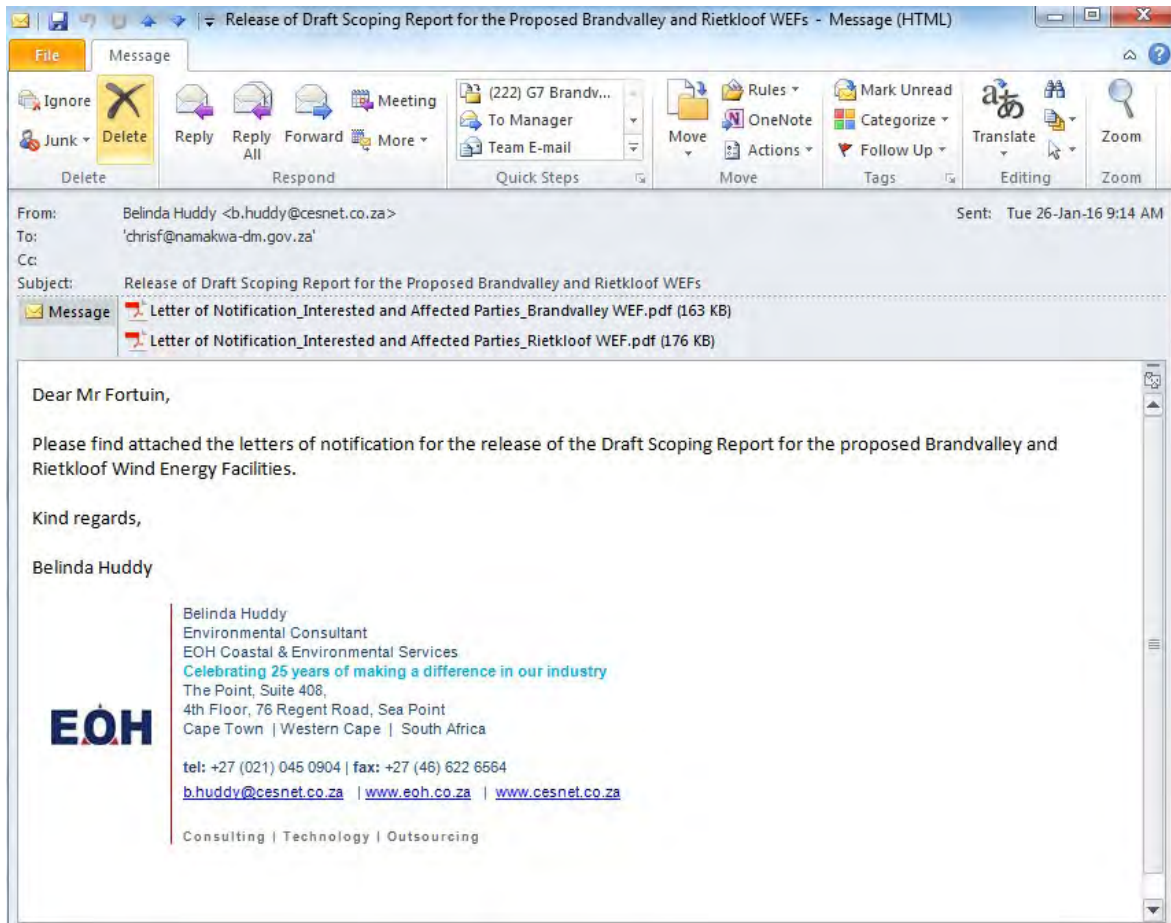 Release of Draft Scoping Report for the Proposed Brandvalley and Rietkloof WEFs - Message (HTML)
File Message
Ignore
Junk
Delete
Reply
Reply All
Forward
Meeting
More
(222) G7 Brandv...
To Manager
Team E-mail
Move
Rules
OneNote
Actions
Mark Unread
Categorize
Follow Up
Translate
Zoom
Delete Respond Quick Steps Move Tags Editing Zoom
From: Belinda Huddy <b.huddy@cesnet.co.za> Sent: Tue 26-Jan-16 9:14 AM
To: 'chrisf@namakwa-dm.gov.za'
Cc:
Subject: Release of Draft Scoping Report for the Proposed Brandvalley and Rietkloof WEFs
Message Letter of Notification_Interested and Affected Parties_Brandvalley WEF.pdf (163 KB)
Letter of Notification_Interested and Affected Parties_Rietkloof WEF.pdf (176 KB)
Dear Mr Fortuin,
Please find attached the letters of notification for the release of the Draft Scoping Report for the proposed Brandvalley and
Rietkloof Wind Energy Facilities.
Kind regards,
Belinda Huddy
EOH
Belinda Huddy
Environmental Consultant
EOH Coastal & Environmental Services
Celebrating 25 years of making a difference in our industry
The Point, Suite 408,
4th Floor, 76 Regent Road, Sea Point
Cape Town | Western Cape | South Africa
tel: +27 (021) 045 0904 | fax: +27 (46) 622 6564
b.huddy@cesnet.co.za | www.eoh.co.za | www.cesnet.co.za
Consulting | Technology | Outsourcing